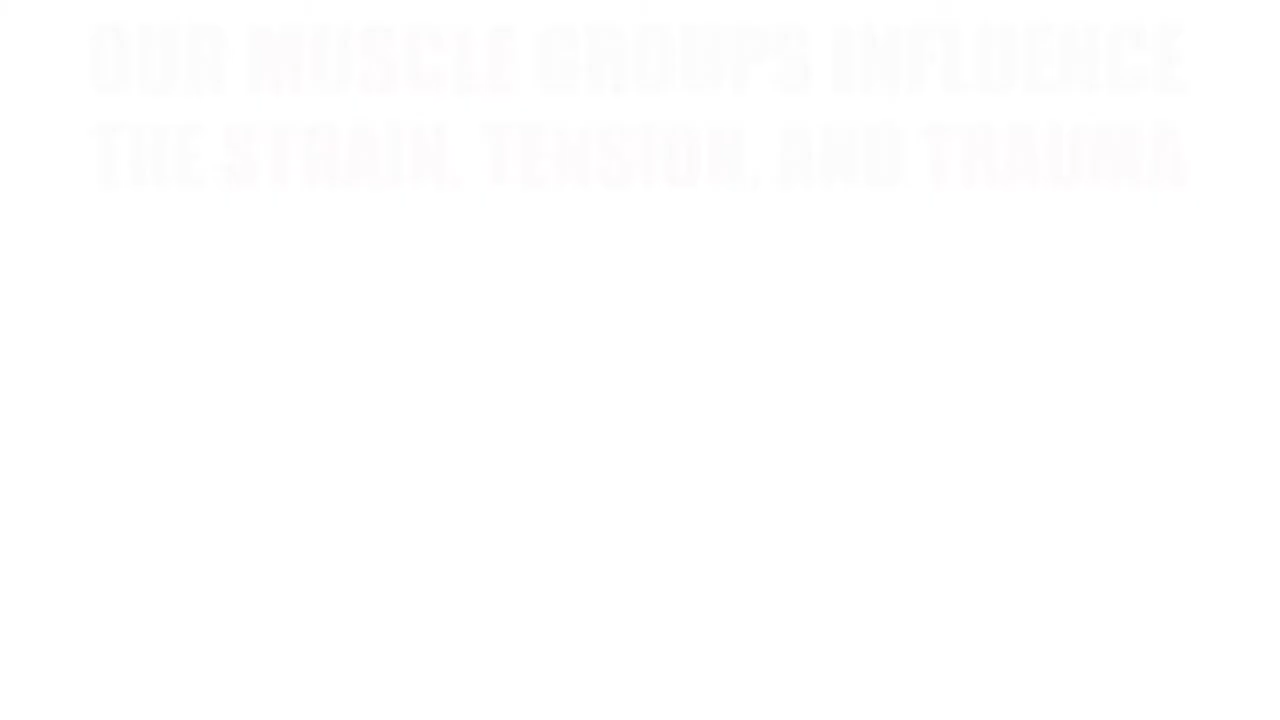 OUR MUSCLE GROUPS INFLUENCE
THE STRAIN, TENSION, AND TRAUMA